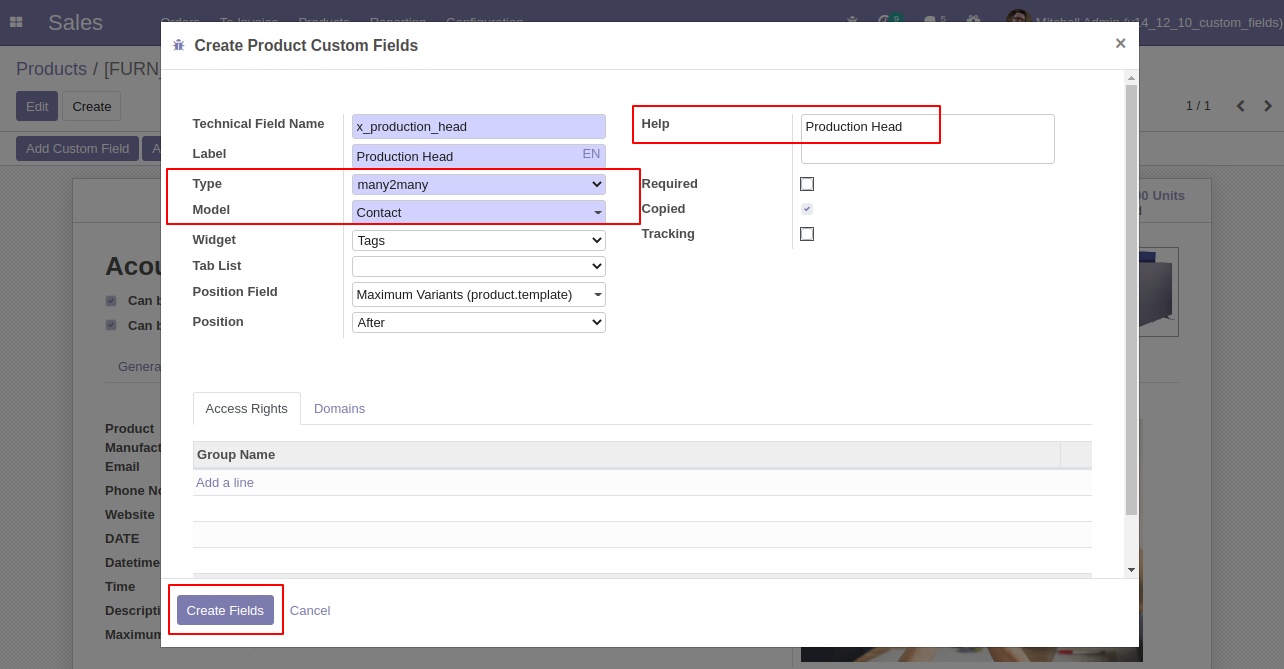 Sales
Orders To Invoice Products Reporting Configuration 9 5 Mitchell Admin (v14_12_10_custom_fields)
Create Product Custom Fields ×
Products / [FURN_
Edit Create 1 / 1
Add Custom Field A
Technical Field Name x_production_head
Help Production Head
Label Production Head EN
Type many2many
Required
Model Contact
Copied
Widget Tags
Tracking
Tab List
Position Field Maximum Variants (product.template)
Position After
Units
Acou
Can b
Can b
Genera
Access Rights Domains
Product
Manufact
Email
Phone No
Website
DATE
Datetime
Time
Descripti
Maximum
Group Name
Add a line
Create Fields Cancel